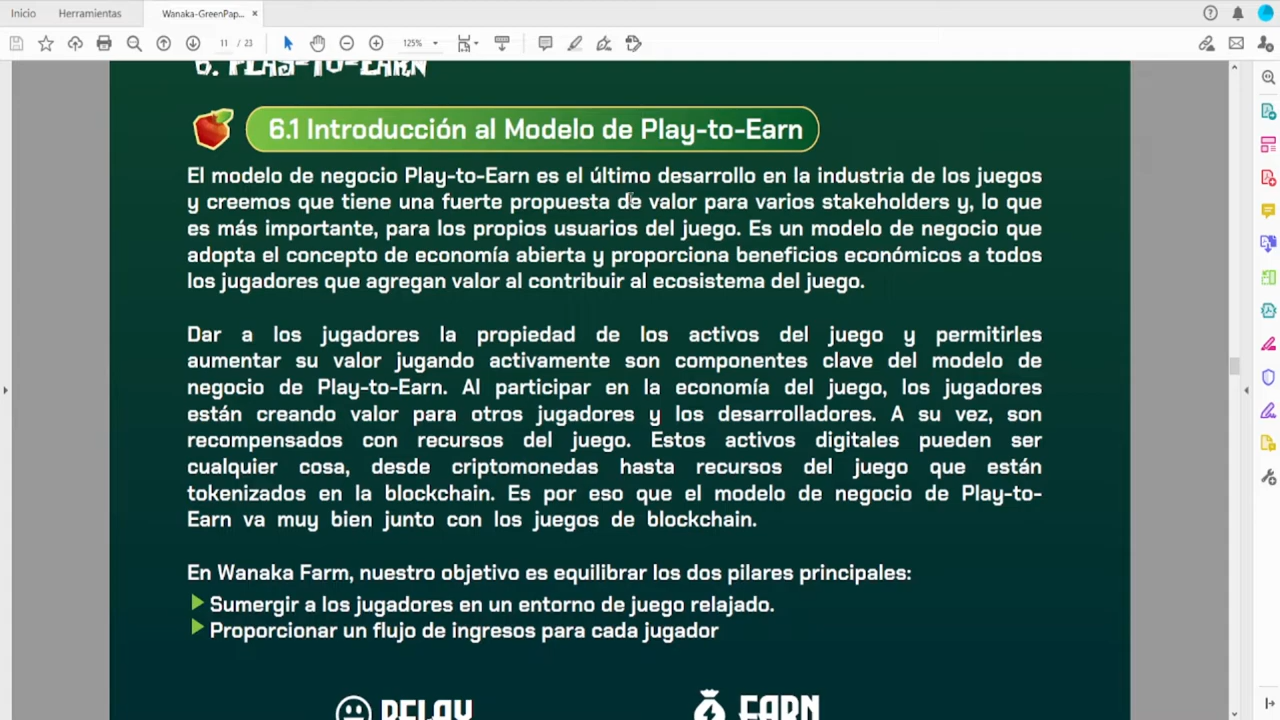 Inicio
Herramientas
Wanaka-GreenPap...
11 / 23
125%
6. PLAY-TO-EARN
6.1 Introducción al Modelo de Play-to-Earn
El modelo de negocio Play-to-Earn es el último desarrollo en la industria de los juegos
y creemos que tiene una fuerte propuesta de valor para varios stakeholders y, lo que
es más importante, para los propios usuarios del juego. Es un modelo de negocio que
adopta el concepto de economía abierta y proporciona beneficios económicos a todos
los jugadores que agregan valor al contribuir al ecosistema del juego.
Dar a los jugadores la propiedad de los activos del juego y permitirles
aumentar su valor jugando activamente son componentes clave del modelo de
negocio de Play-to-Earn. Al participar en la economía del juego, los jugadores
están creando valor para otros jugadores y los desarrolladores. A su vez, son
recompensados con recursos del juego. Estos activos digitales pueden ser
cualquier cosa, desde criptomonedas hasta recursos del juego que están
tokenizados en la blockchain. Es por eso que el modelo de negocio de Play-to-
Earn va muy bien junto con los juegos de blockchain.
En Wanaka Farm, nuestro objetivo es equilibrar los dos pilares principales:
Sumergir a los jugadores en un entorno de juego relajado.
Proporcionar un flujo de ingresos para cada jugador
RELAX
EARN